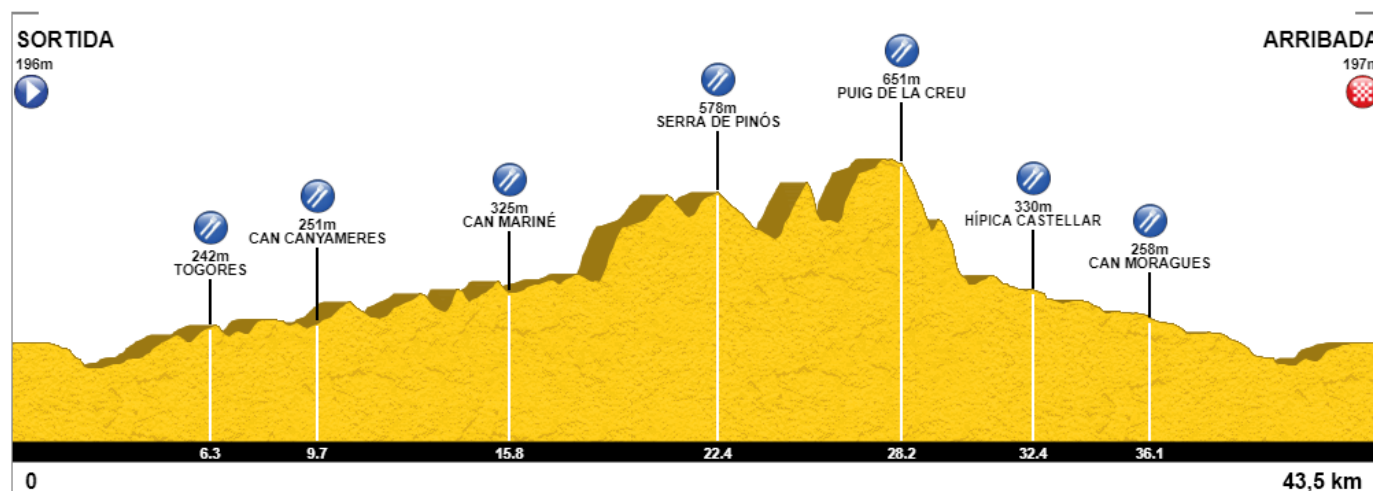 SORTIDA
196m
ARRIBADA
197m
242m
TOGORES
251m
CAN CANYAMERES
325m
CAN MARINÉ
578m
SERRA DE PINÓS
651m
PUIG DE LA CREU
330m
HÍPICA CASTELLAR
258m
CAN MORAGUES
6.3 9.7 15.8 22.4 28.2 32.4 36.1
0 43,5 km